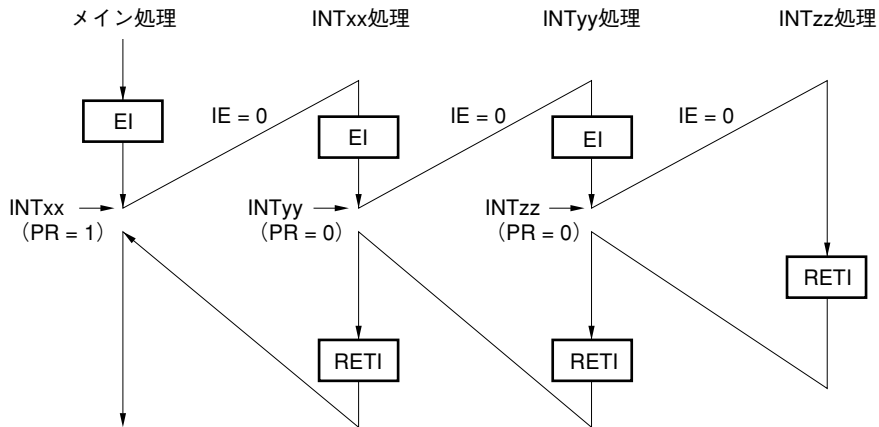 メイン処理
INTxx処理
INTyy処理
INTzz処理
EI
IE = 0
EI
IE = 0
EI
IE = 0
INTxx
（PR = 1）
INTyy
（PR = 0）
INTzz
（PR = 0）
RETI
RETI
RETI